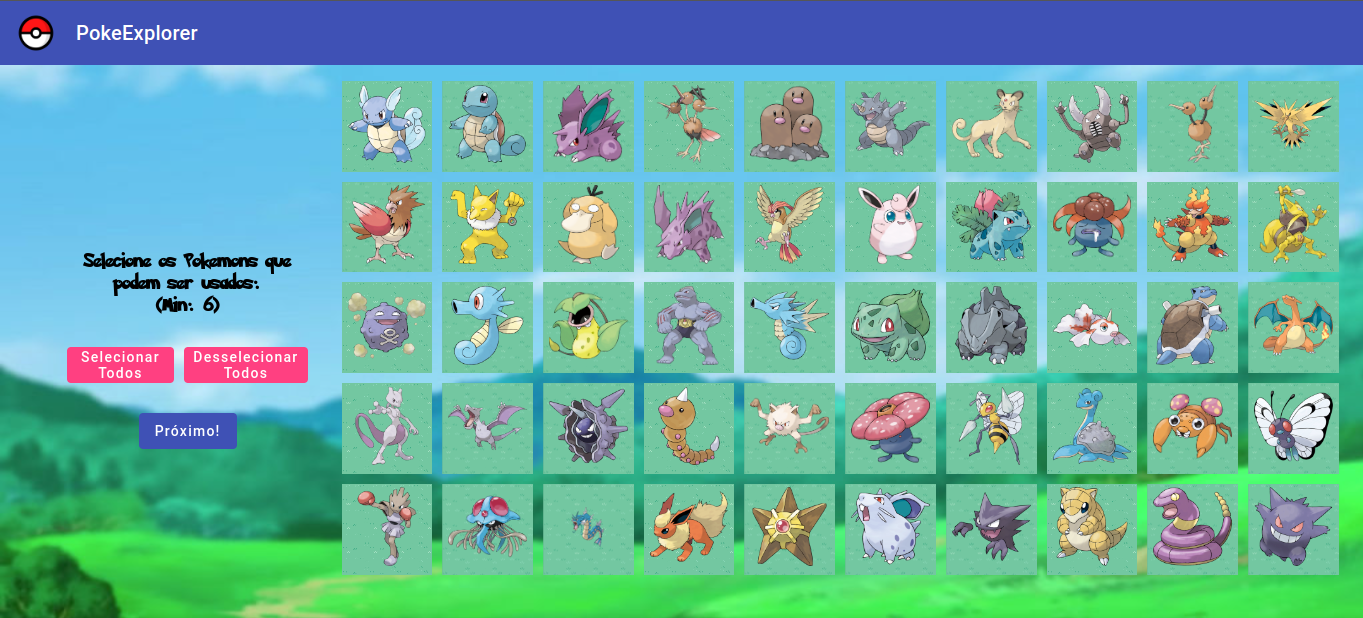 PokeExplorer
Selecione os Pokemons que
podem ser usados:
(Min: 6)
Selecionar
Todos
Desselecionar
Todos
Próximo!